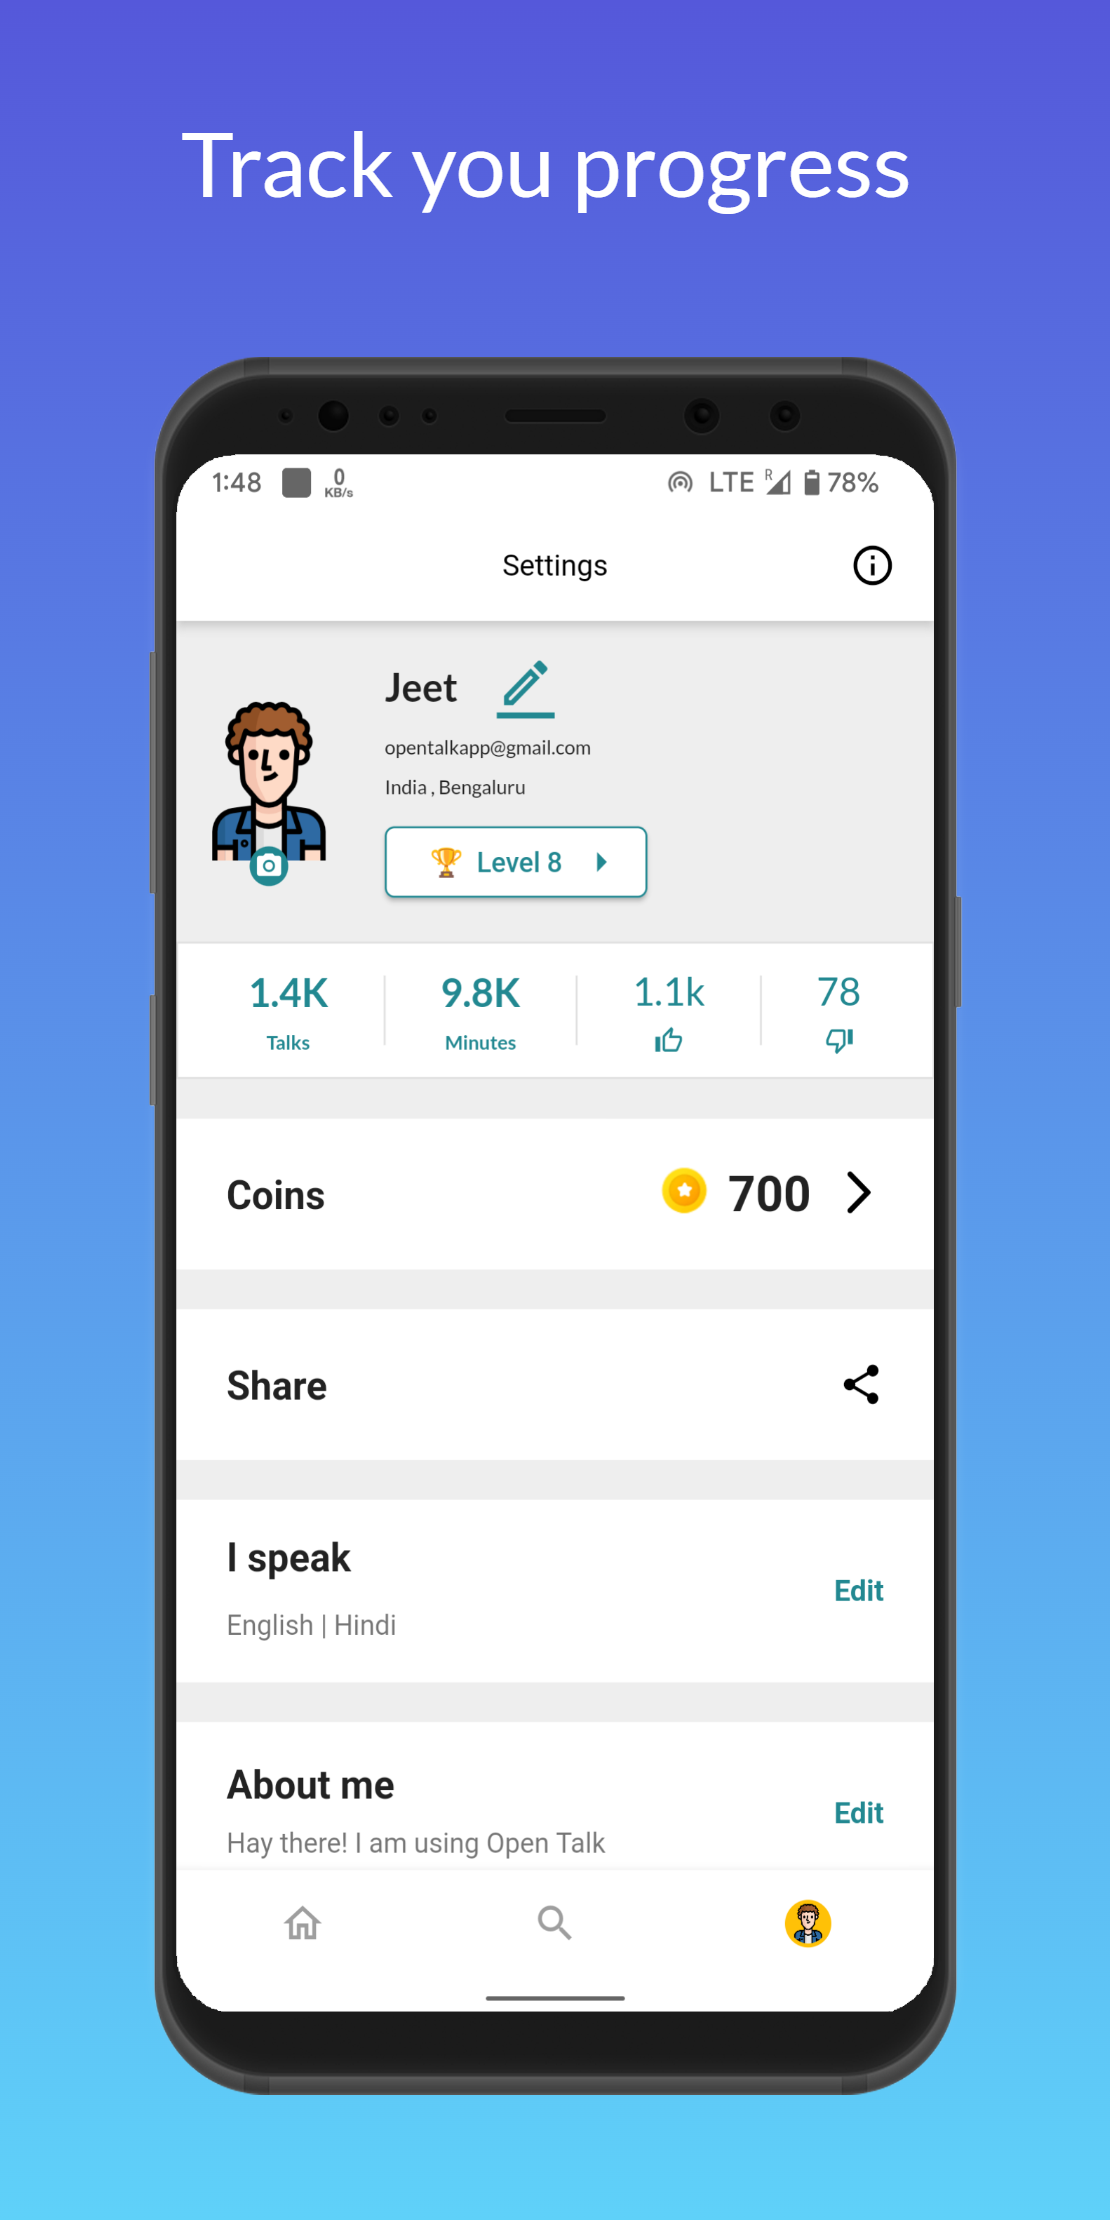 Track you progress
1:48 0 KB/s LTE R 78%
Settings
Jeet
opentalkapp@gmail.com
India , Bengaluru
Level 8
1.4K 9.8K 1.1k 78
Talks Minutes
Coins 700
Share
I speak
Edit
English | Hindi
About me
Edit
Hay there! I am using Open Talk